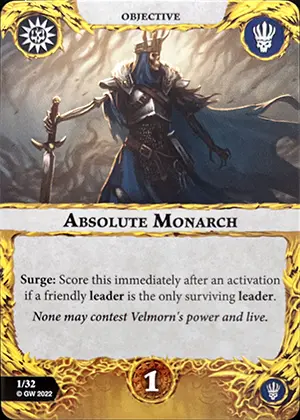 OBJECTIVE
ABSOLUTE MONARCH
Surge: Score this immediately after an activation
if a friendly leader is the only surviving leader.
None may contest Velmorn's power and live.
1/32
© GW 2022
1